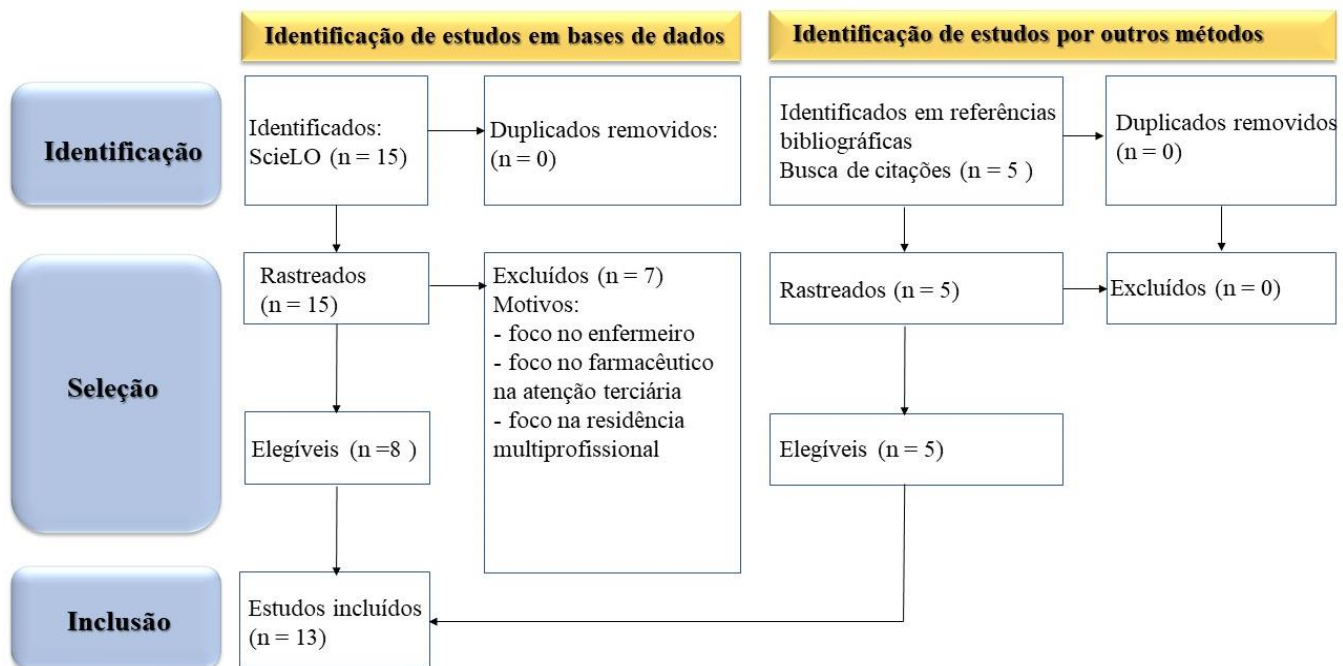 Identificação de estudos em bases de dados
Identificação de estudos por outros métodos
Identificação
Identificados:
ScieLO (n = 15)
Duplicados removidos:
(n = 0)
Identificados em referências
bibliográficas
Busca de citações (n = 5 )
Duplicados removidos
(n = 0)
Seleção
Rastreados
(n = 15)
Excluídos (n = 7)
Motivos:
- foco no enfermeiro
- foco no farmacêutico
na atenção terciária
- foco na residência
multiprofissional
Rastreados (n = 5)
Excluídos (n = 0)
Elegíveis (n =8 )
Elegíveis (n = 5)
Inclusão
Estudos incluídos
(n = 13)